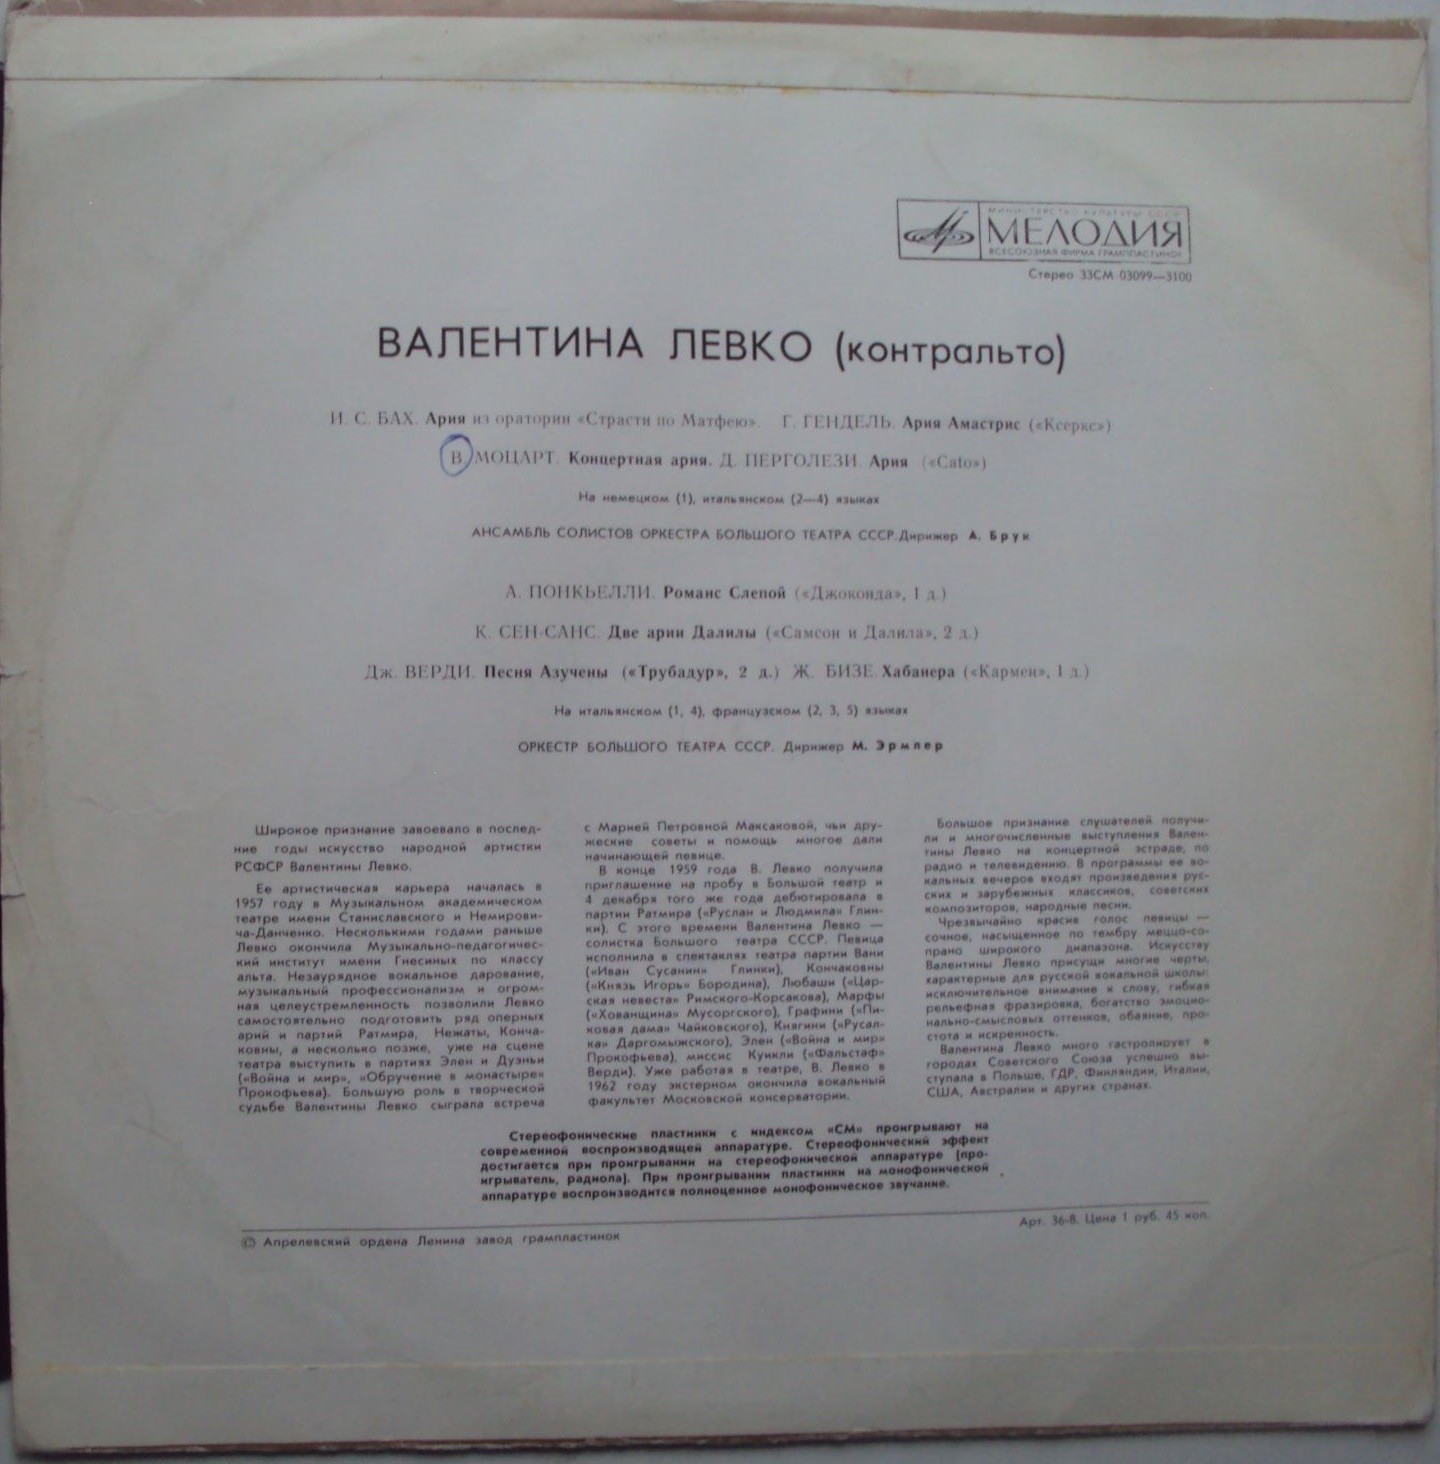 МИНИСТЕРСТВО КУЛЬТУРЫ СССР
МЕЛОДИЯ
ВСЕСОЮЗНАЯ ФИРМА ГРАМПЛАСТИНОК
Стерео 33СМ 03099—3100
ВАЛЕНТИНА ЛЕВКО (контральто)
И. С. БАХ. Ария из оратории «Страсти по Матфею». Г. ГЕНДЕЛЬ. Ария Амастрис («Ксеркс»)
В. МОЦАРТ. Концертная ария. Д. ПЕРГОЛЕЗИ. Ария («Cato»)
На немецком (1), итальянском (2—4) языках
АНСАМБЛЬ СОЛИСТОВ ОРКЕСТРА БОЛЬШОГО ТЕАТРА СССР. Дирижер А. Брук
А. ПОНКЬЕЛЛИ. Романс Слепой («Джоконда», 1 д.)
К. СЕН-САНС. Две арии Далилы («Самсон и Далила», 2 д.)
Дж. ВЕРДИ. Песня Азучены («Трубадур», 2 д.) Ж. БИЗЕ. Хабанера («Кармен», 1 д.)
На итальянском (1, 4), французском (2, 3, 5) языках
ОРКЕСТР БОЛЬШОГО ТЕАТРА СССР. Дирижер М. Эрмлер
Широкое признание завоевало в послед-
ние годы искусство народной артистки
РСФСР Валентины Левко.
Ее артистическая карьера началась в
1957 году в Музыкальном академическом
театре имени Станиславского и Немирови-
ча-Данченко. Несколькими годами раньше
Левко окончила Музыкально-педагогичес-
кий институт имени Гнесиных по классу
альта. Незаурядное вокальное дарование,
музыкальный профессионализм и огром-
ная целеустремленность позволили Левко
самостоятельно подготовить ряд оперных
арий и партий Ратмира, Нежаты, Конча-
ковны, а несколько позже, уже на сцене
театра выступить в партиях Элен и Дуэньи
(«Война и мир», «Обручение в монастыре»
Прокофьева). Большую роль в творческой
судьбе Валентины Левко сыграла встреча
с Марией Петровной Максаковой, чьи дру-
жеские советы и помощь многое дали
начинающей певице.
В конце 1959 года В. Левко получила
приглашение на пробу в Большой театр и
4 декабря того же года дебютировала в
партии Ратмира («Руслан и Людмила» Глин-
ки). С этого времени Валентина Левко —
солистка Большого театра СССР. Певица
исполнила в спектаклях театра партии Вани
(«Иван Сусанин» Глинки), Кончаковны
(«Князь Игорь» Бородина), Любаши («Цар-
ская невеста» Римского-Корсакова), Марфы
(«Хованщина» Мусоргского), Графини («Пи-
ковая дама» Чайковского), Княгини («Русал-
ка» Даргомыжского), Элен («Война и мир»
Прокофьева), миссис Куикли («Фальстаф»
Верди). Уже работая в театре, В. Левко в
1962 году экстерном окончила вокальный
факультет Московской консерватории.
Большое признание слушателей получи-
ли и многочисленные выступления Вален-
тины Левко на концертной эстраде, по
радио и телевидению. В программы ее во-
кальных вечеров входят произведения рус-
ских и зарубежных классиков, советских
композиторов, народные песни.
Чрезвычайно красив голос певицы —
сочное, насыщенное по тембру меццо-со-
прано широкого диапазона. Искусству
Валентины Левко присущи многие черты,
характерные для русской вокальной школы:
исключительное внимание к слову, гибкая
рельефная фразировка, богатство эмоцио-
нально-смысловых оттенков, обаяние, про-
стота и искренность.
Валентина Левко много гастролирует в
городах Советского Союза успешно вы-
ступала в Польше, ГДР, Финляндии, Италии,
США, Австралии и других странах.
Стереофонические пластинки с индексом «СМ» проигрывают на
современной воспроизводящей аппаратуре. Стереофонический эффект
достигается при проигрывании на стереофонической аппаратуре (про-
игрыватель, радиола). При проигрывании пластинки на монофонической
аппаратуре воспроизводится полноценное монофоническое звучание.
Арт. 36-8. Цена 1 руб. 45 коп.
© Апрелевский ордена Ленина завод грампластинок